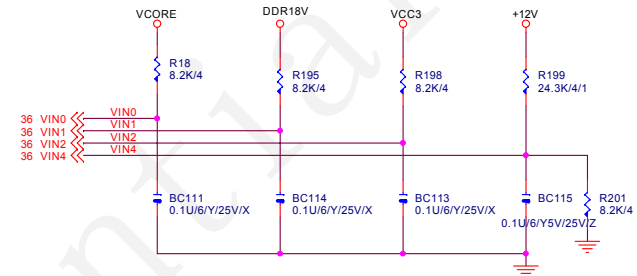 VCORE
DDR18V
VCC3
+12V
R18
8.2K/4
R195
8.2K/4
R198
8.2K/4
R199
24.3K/4/1
36 VIN0 VIN0
36 VIN1 VIN1
36 VIN2 VIN2
36 VIN4 VIN4
BC111
0.1U/6/Y/25V/X
BC114
0.1U/6/Y/25V/X
BC113
0.1U/6/Y/25V/X
BC115
0.1U/6/Y5V/25V/Z
R201
8.2K/4